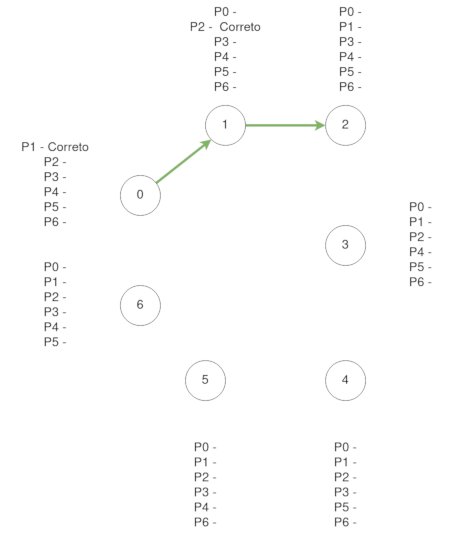 P0 -
P2 - Correto
P3 -
P4 -
P5 -
P6 -
P0 -
P1 -
P3 -
P4 -
P5 -
P6 -
1
2
P1 - Correto
P2 -
P3 -
P4 -
P5 -
P6 -
0
P0 -
P1 -
P2 -
P4 -
P5 -
P6 -
3
P0 -
P1 -
P2 -
P3 -
P4 -
P5 -
6
5
4
P0 -
P1 -
P2 -
P3 -
P4 -
P6 -
P0 -
P1 -
P2 -
P3 -
P5 -
P6 -